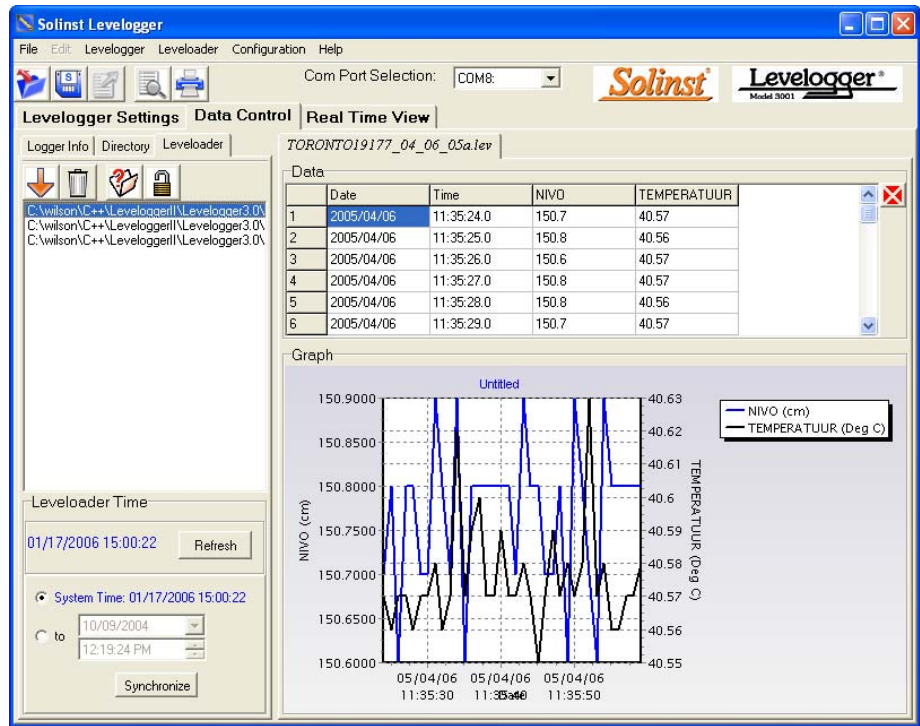 Solinst Levelogger
File Edit Levelogger Leveloader Configuration Help
Com Port Selection: COM8:
Solinst
Levelogger®
Model 3001
Levelogger Settings Data Control Real Time View
Logger Info Directory Leveloader
TORONTO19177_04_06_05a.lev
C:\wilson\C++\LeveloggerII\Levelogger3.0\
C:\wilson\C++\LeveloggerII\Levelogger3.0\
C:\wilson\C++\LeveloggerII\Levelogger3.0\
Data
Date Time NIVO TEMPERATUUR
1 2005/04/06 11:35:24.0 150.7 40.57
2 2005/04/06 11:35:25.0 150.8 40.56
3 2005/04/06 11:35:26.0 150.6 40.57
4 2005/04/06 11:35:27.0 150.8 40.57
5 2005/04/06 11:35:28.0 150.8 40.56
6 2005/04/06 11:35:29.0 150.7 40.57
Leveloader Time
01/17/2006 15:00:22 Refresh
System Time: 01/17/2006 15:00:22
to 10/09/2004
12:19:24 PM
Synchronize
Graph
Untitled
150.9000
150.8500
150.8000
150.7500
150.7000
150.6500
150.6000
NIVO (cm)
40.63
40.62
40.61
40.6
40.59
40.58
40.57
40.56
40.55
TEMPERATUUR (Deg C)
05/04/06 05/04/06 05/04/06
11:35:30 11:35:40 11:35:50
Date
NIVO (cm)
TEMPERATUUR (Deg C)